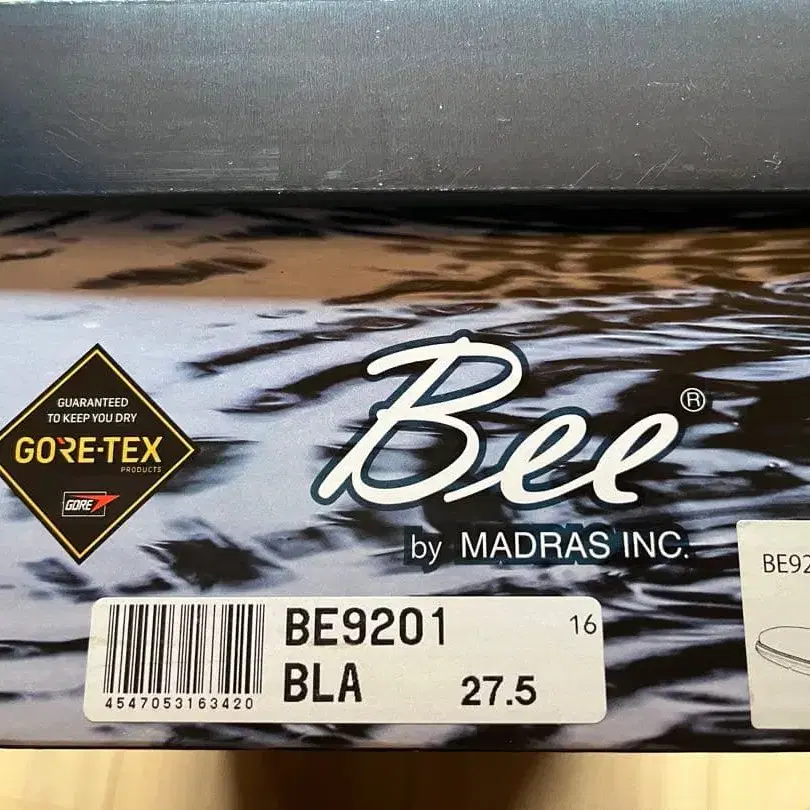 GUARANTEED
TO KEEP YOU DRY
GORE-TEX
PRODUCTS
GORE
Bee®
by MADRAS INC.
BE92
BE9201 16
BLA 27.5
4547053163420